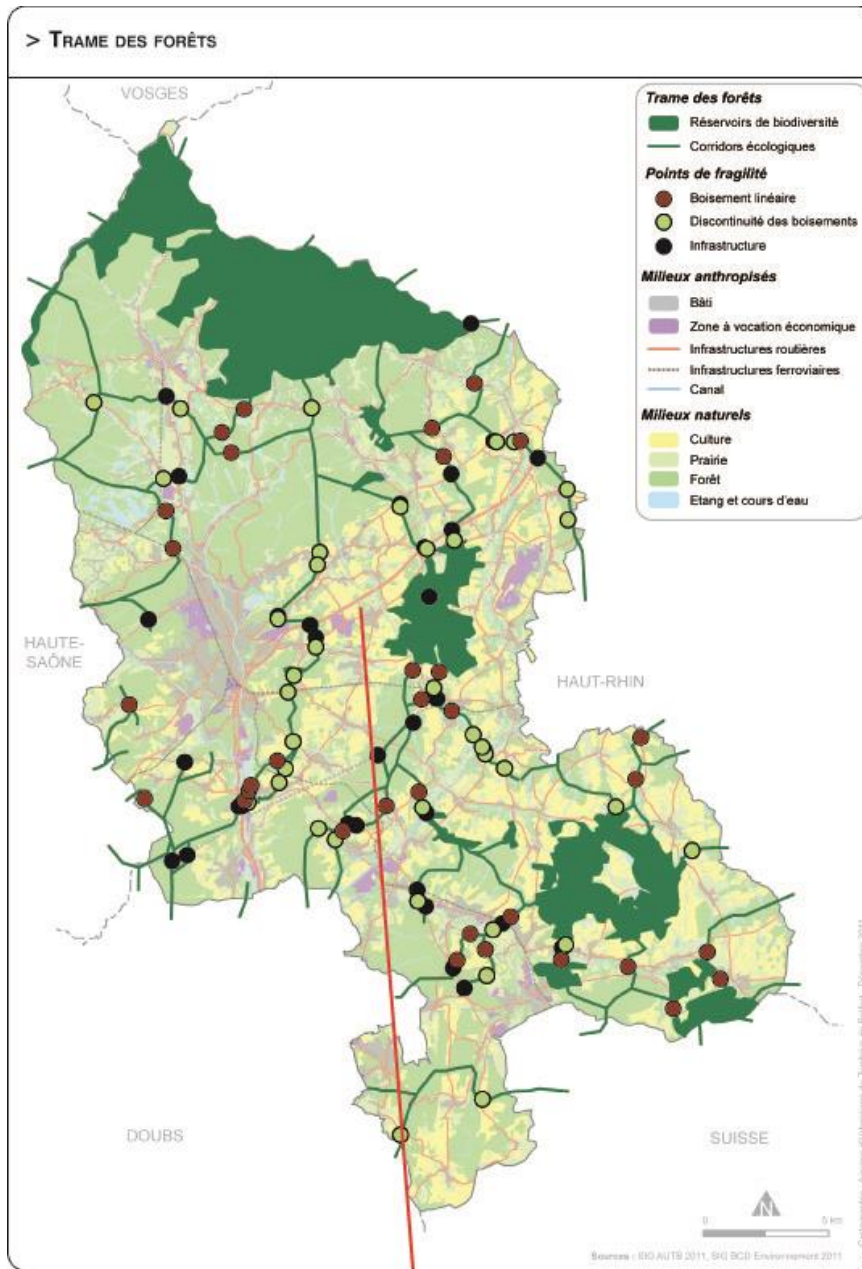 > TRAME DES FORÊTS
VOSGES
Trame des forêts
Réservoirs de biodiversité
Corridors écologiques
Points de fragilité
Boisement linéaire
Discontinuité des boisements
Infrastructure
Milieux anthropisés
Bâti
Zone à vocation économique
Infrastructures routières
Infrastructures ferroviaires
Canal
Milieux naturels
Culture
Prairie
Forêt
Etang et cours d'eau
HAUTE-
SAÔNE
HAUT-RHIN
DOUBS
SUISSE
N
0 5 km
Sources : SIG AUTB 2011, SIG BCD Environnement 2011